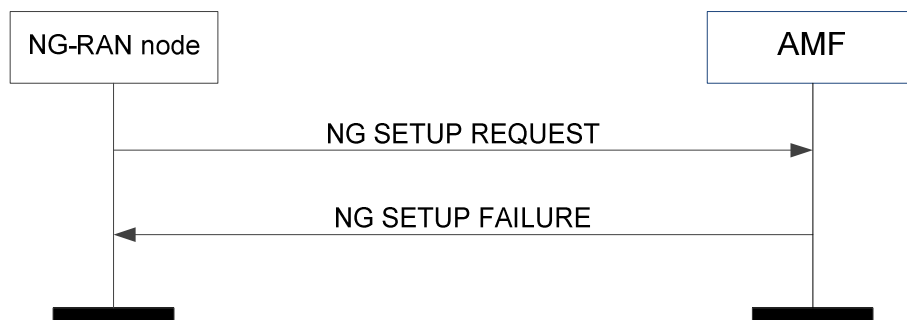 NG-RAN node
AMF
NG SETUP REQUEST
NG SETUP FAILURE